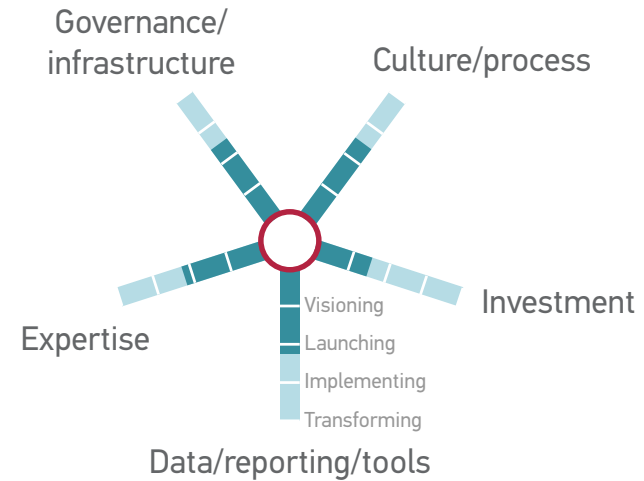 Governance/
infrastructure
Culture/process
Investment
Visioning
Launching
Implementing
Transforming
Expertise
Data/reporting/tools